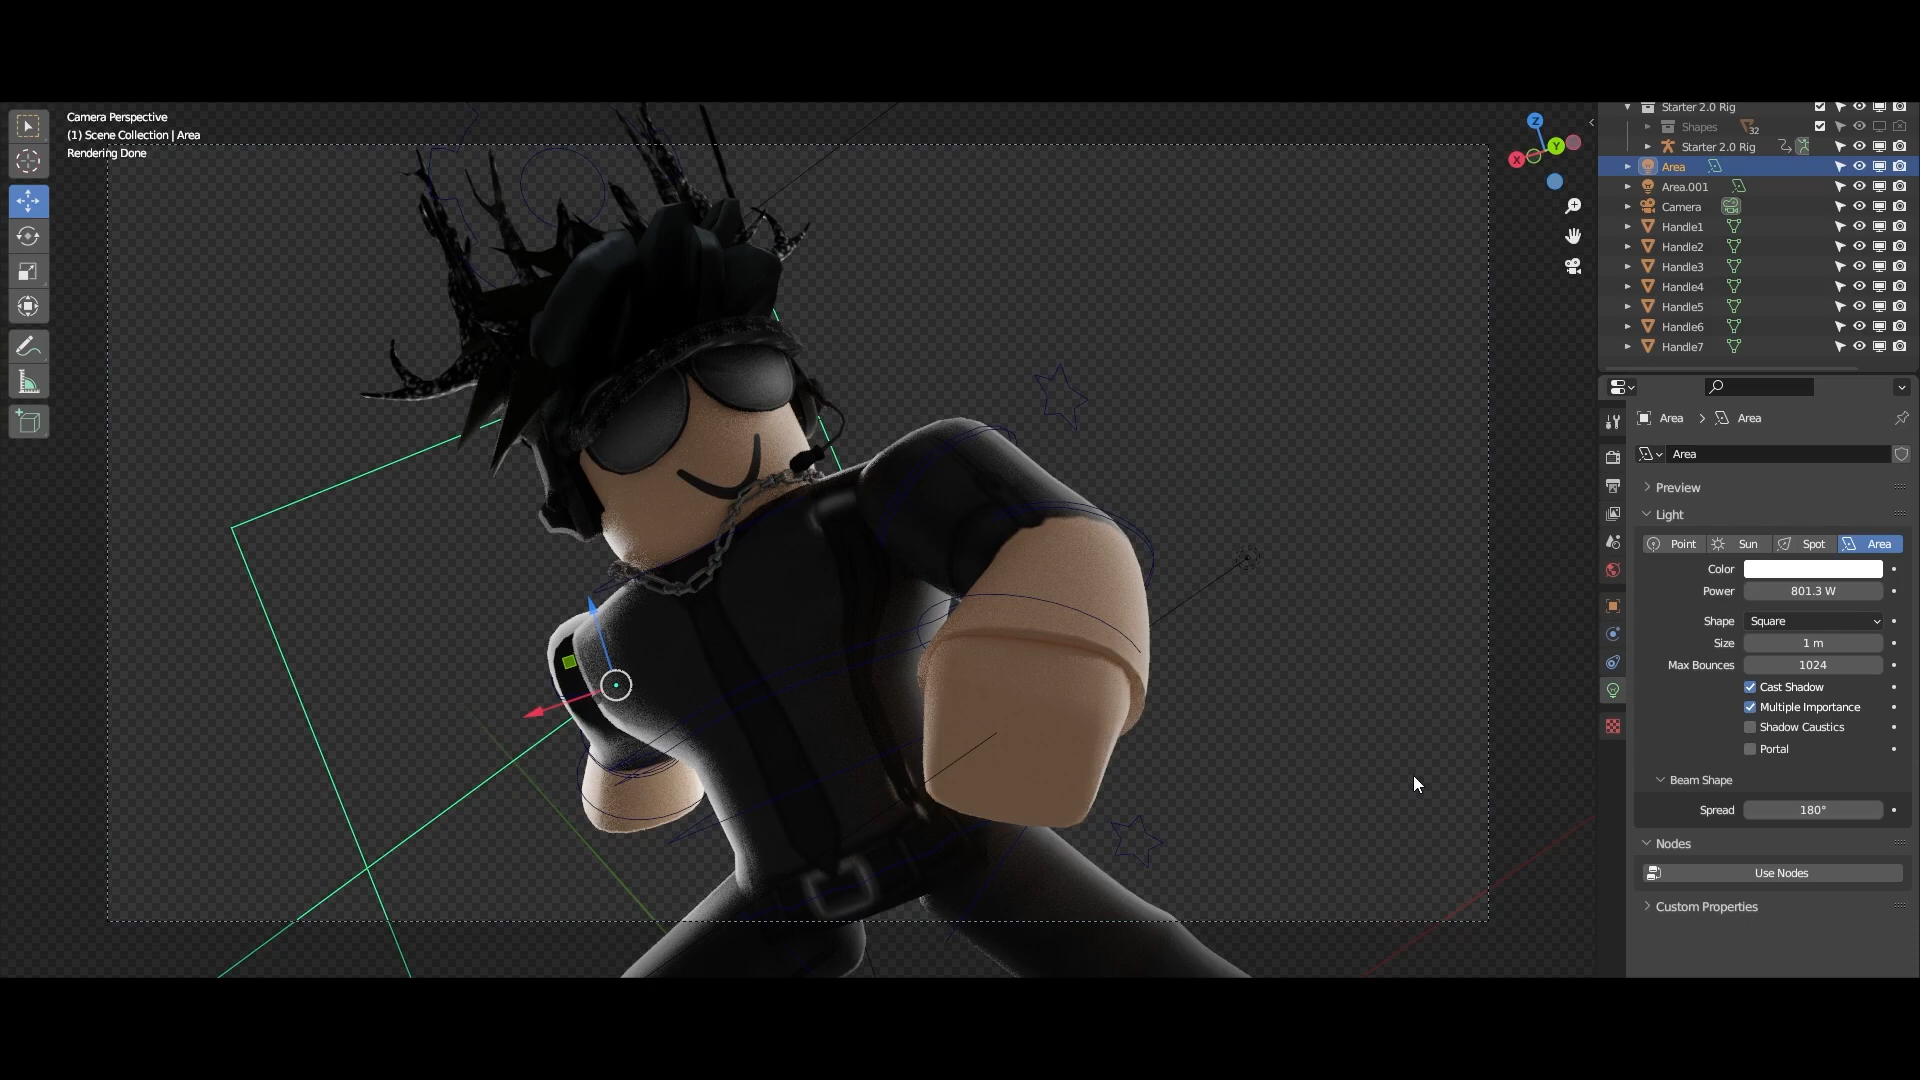 Camera Perspective
(1) Scene Collection | Area
Rendering Done
Z
Y
X
Starter 2.0 Rig
Shapes 32
Starter 2.0 Rig
Area
Area.001
Camera
Handle1
Handle2
Handle3
Handle4
Handle5
Handle6
Handle7
Area > Area
Area
Preview
Light
Point Sun Spot Area
Color
Power 801.3 W
Shape Square
Size 1 m
Max Bounces 1024
Cast Shadow
Multiple Importance
Shadow Caustics
Portal
Beam Shape
Spread 180°
Nodes
Use Nodes
Custom Properties